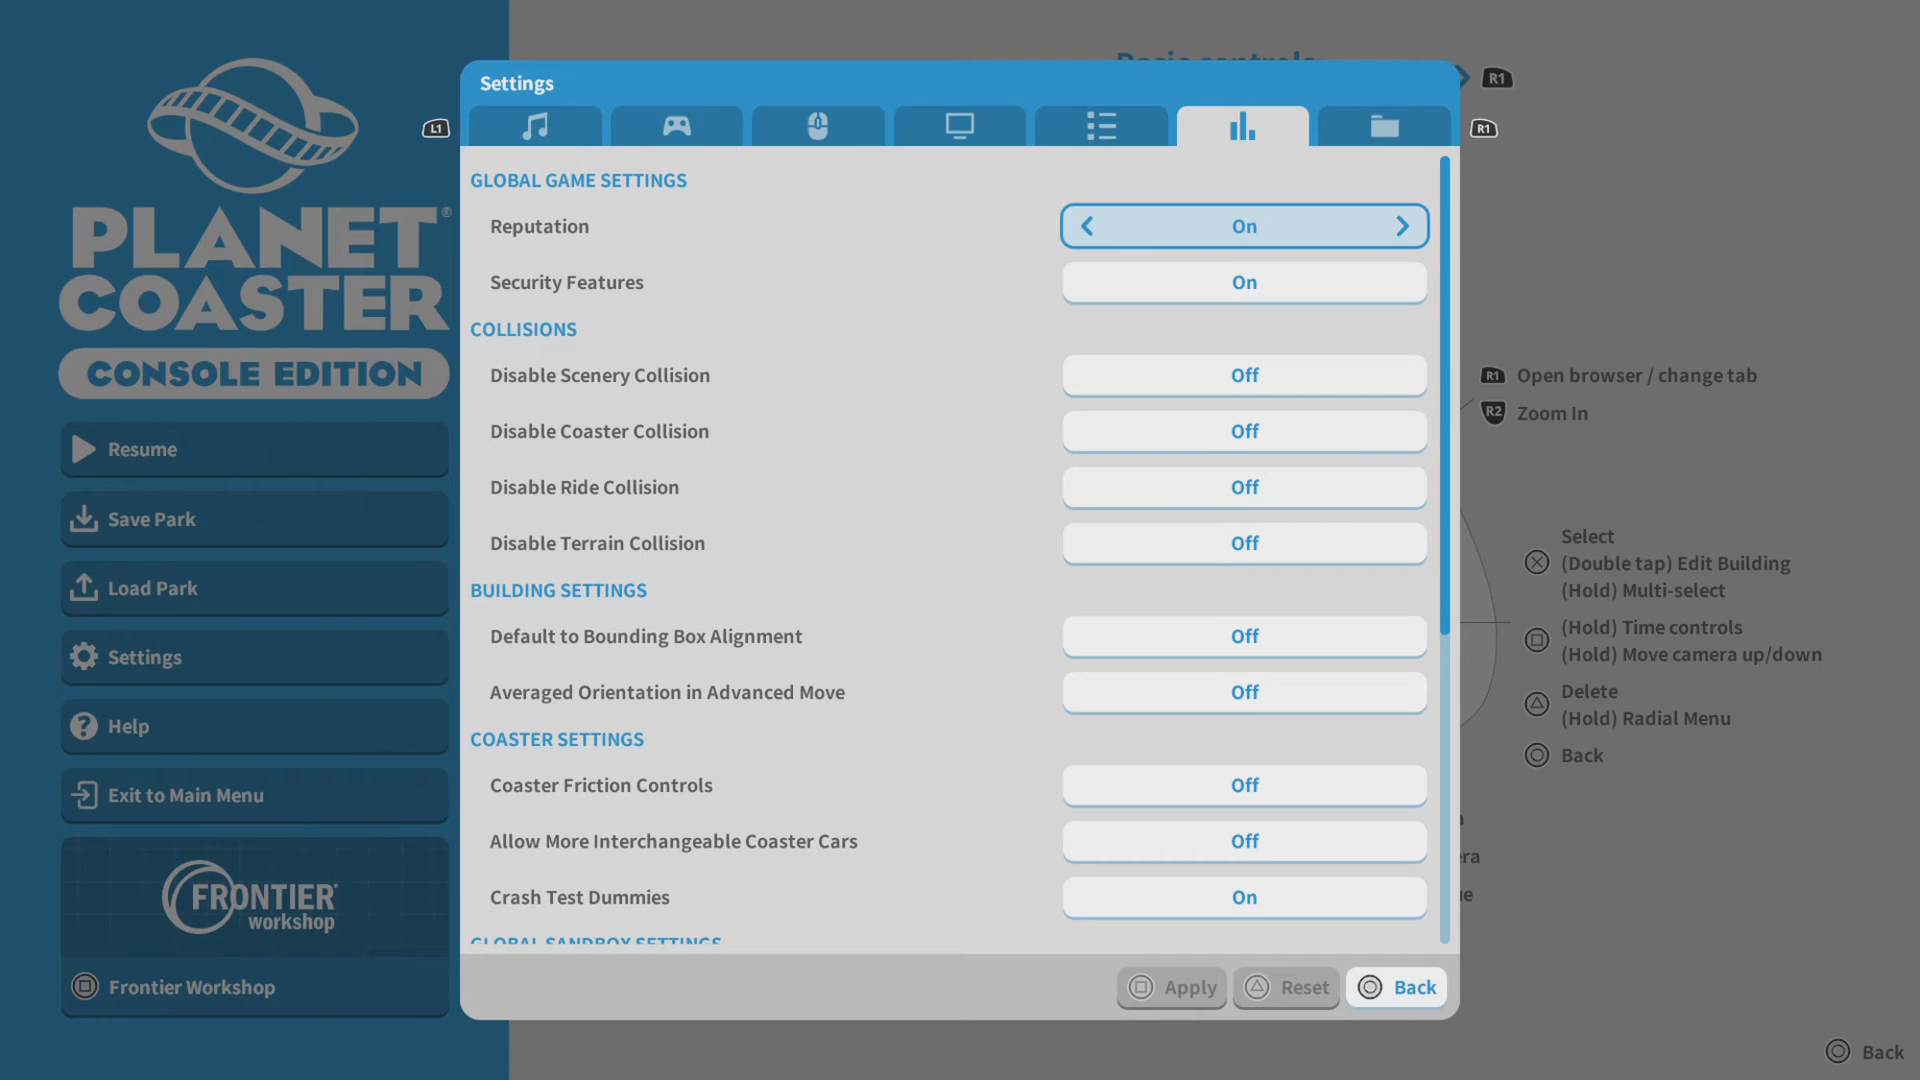 PLANET
COASTER
CONSOLE EDITION
Resume
Save Park
Load Park
Settings
Help
Exit to Main Menu
FRONTIER
workshop
Frontier Workshop
Settings
L1
R1
R1
GLOBAL GAME SETTINGS
Reputation On
Security Features On
COLLISIONS
Disable Scenery Collision Off
Disable Coaster Collision Off
Disable Ride Collision Off
Disable Terrain Collision Off
BUILDING SETTINGS
Default to Bounding Box Alignment Off
Averaged Orientation in Advanced Move Off
COASTER SETTINGS
Coaster Friction Controls Off
Allow More Interchangeable Coaster Cars Off
Crash Test Dummies On
GLOBAL SANDBOX SETTINGS
Apply Reset Back
Basic controls
R1 Open browser / change tab
R2 Zoom In
Select
(Double tap) Edit Building
(Hold) Multi-select
(Hold) Time controls
(Hold) Move camera up/down
Delete
(Hold) Radial Menu
Back
Back